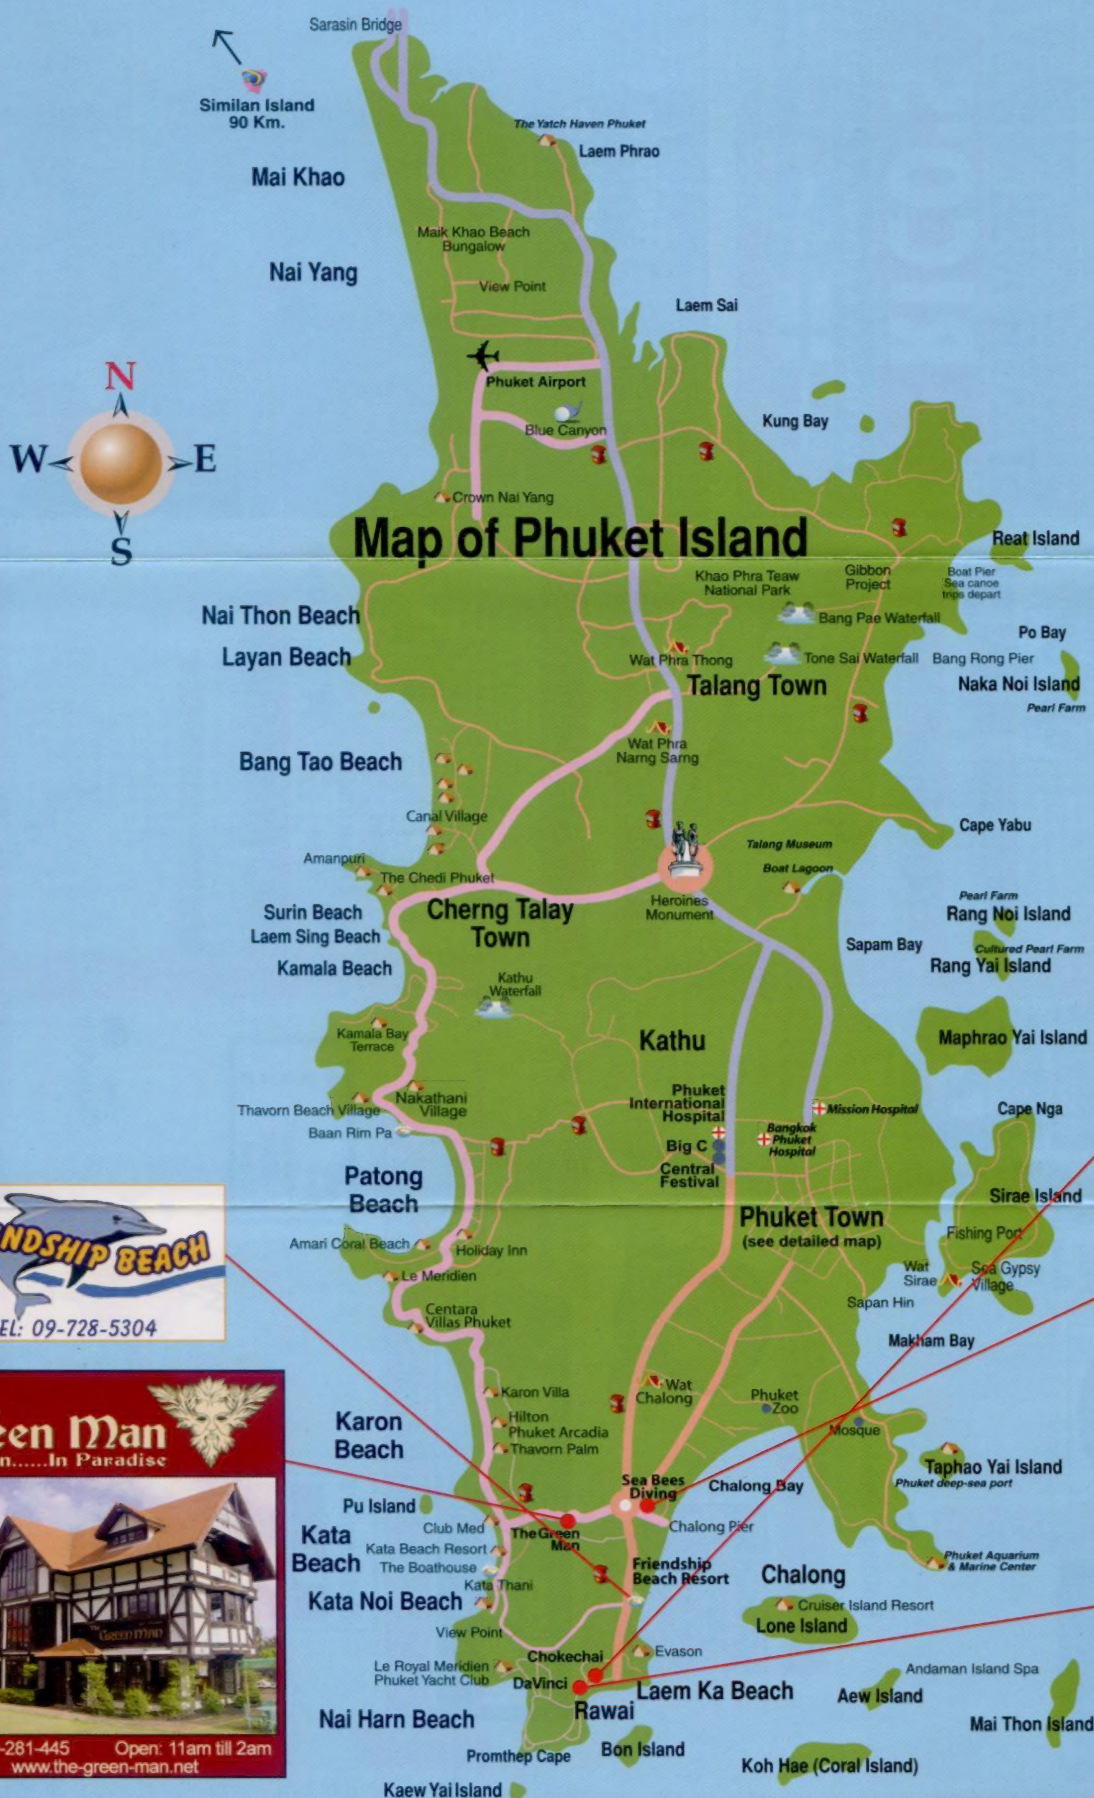 Sarasin Bridge
Similan Island
90 Km.
The Yatch Haven Phuket
Laem Phrao
Mai Khao
Maik Khao Beach
Bungalow
Nai Yang
View Point
Laem Sai
N
W
E
S
Phuket Airport
Blue Canyon
Kung Bay
Crown Nai Yang
Map of Phuket Island
Reat Island
Khao Phra Teaw
National Park
Gibbon
Project
Boat Pier
Sea canoe
trips depart
Nai Thon Beach
Bang Pae Waterfall
Po Bay
Layan Beach
Wat Phra Thong
Tone Sai Waterfall
Bang Rong Pier
Talang Town
Naka Noi Island
Pearl Farm
Wat Phra
Narng Sarng
Bang Tao Beach
Canal Village
Cape Yabu
Talang Museum
Amanpuri
The Chedi Phuket
Boat Lagoon
Heroines
Monument
Surin Beach
Cherng Talay
Town
Pearl Farm
Rang Noi Island
Laem Sing Beach
Sapam Bay
Cultured Pearl Farm
Rang Yai Island
Kamala Beach
Kathu
Waterfall
Kamala Bay
Terrace
Kathu
Maphrao Yai Island
Nakathani
Village
Phuket
International
Hospital
Thavorn Beach Village
Mission Hospital
Cape Nga
Baan Rim Pa
Bangkok
Phuket
Hospital
Big C
Central
Festival
Patong
Beach
Sirae Island
NDSHIP BEACH
EL: 09-728-5304
Phuket Town
(see detailed map)
Fishing Port
Amari Coral Beach
Holiday Inn
Le Meridien
Wat
Sirae
Sea Gypsy
Village
Centara
Villas Phuket
Sapan Hin
Makham Bay
Karon Villa
Wat
Chalong
Phuket
Zoo
Karon
Beach
Hilton
Phuket Arcadia
Thavorn Palm
Mosque
een Man
n......In Paradise
Taphao Yai Island
Phuket deep-sea port
Sea Bees
Diving
Chalong Bay
Pu Island
Club Med
The Green
Man
Chalong Pier
Kata
Beach
Kata Beach Resort
The Boathouse
Friendship
Beach Resort
Phuket Aquarium
& Marine Center
Chalong
Kata Thani
Kata Noi Beach
Cruiser Island Resort
Lone Island
View Point
The
GREEN MAN
Chokechai
Evason
Le Royal Meridien
Phuket Yacht Club
DaVinci
Andaman Island Spa
Laem Ka Beach
Aew Island
Rawai
Nai Harn Beach
Mai Thon Island
-281-445 Open: 11am till 2am
www.the-green-man.net
Promthep Cape
Bon Island
Koh Hae (Coral Island)
Kaew Yai Island